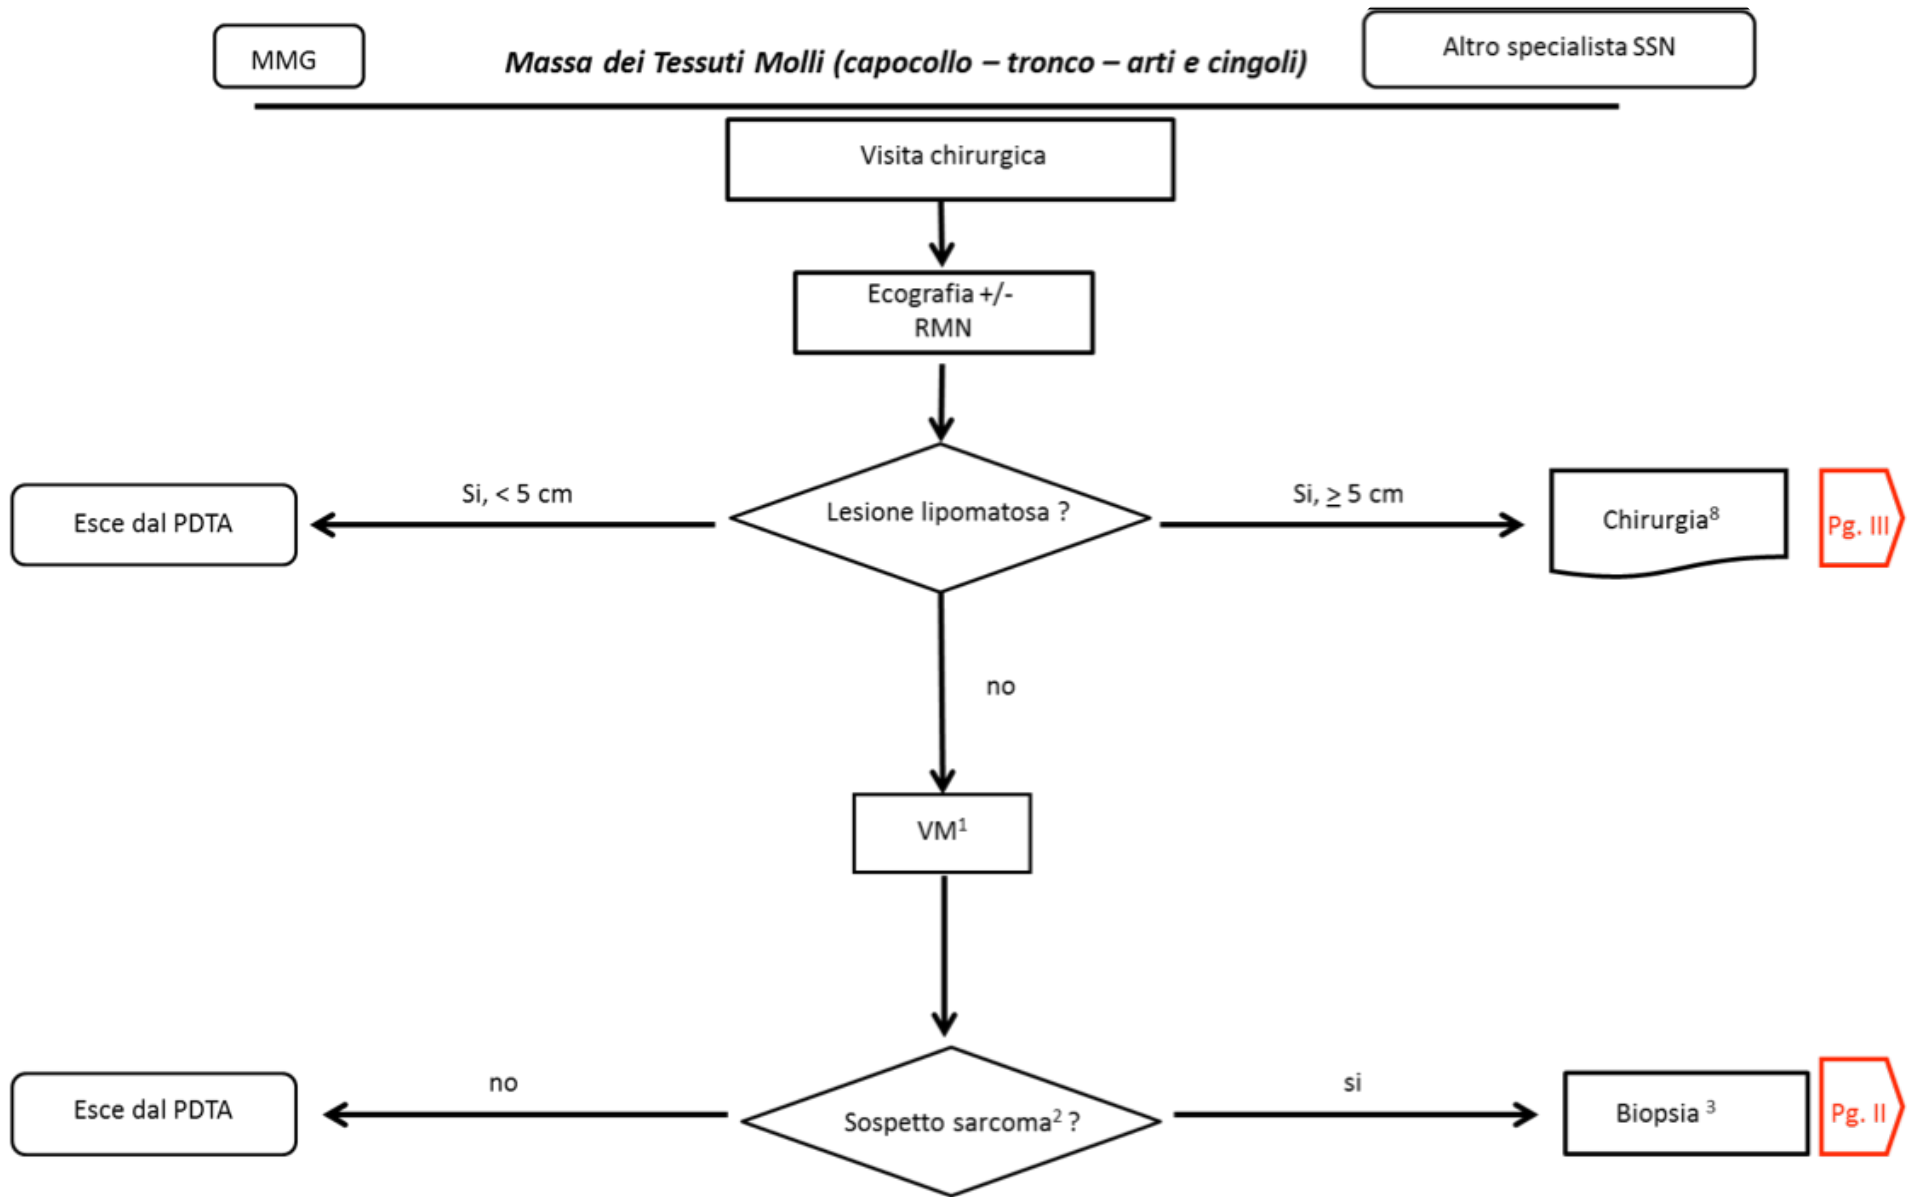 MMG
Massa dei Tessuti Molli (capocollo – tronco – arti e cingoli)
Altro specialista SSN
Visita chirurgica
Ecografia +/-
RMN
Si, < 5 cm
Si, ≥ 5 cm
Esce dal PDTA
Lesione lipomatosa ?
Chirurgia⁸
Pg. III
no
VM¹
no
si
Esce dal PDTA
Sospetto sarcoma² ?
Biopsia ³
Pg. II